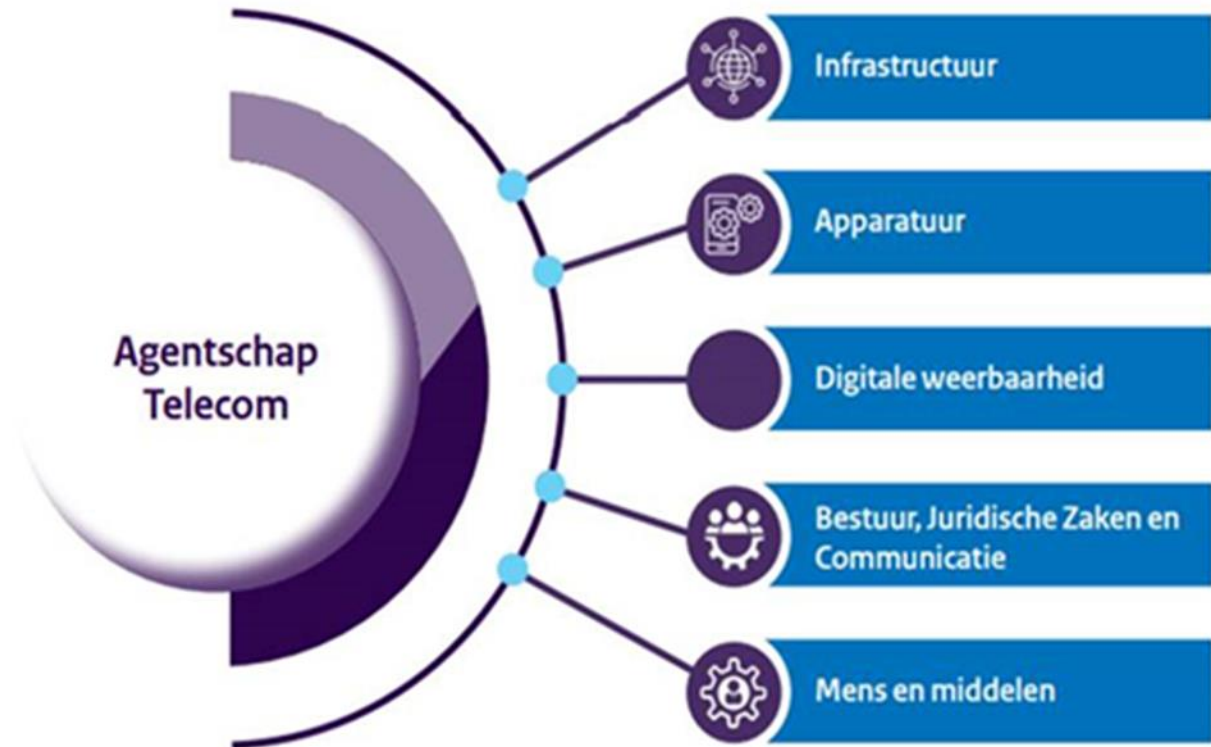 Agentschap
Telecom
Infrastructuur
Apparatuur
Digitale weerbaarheid
Bestuur, Juridische Zaken en
Communicatie
Mens en middelen